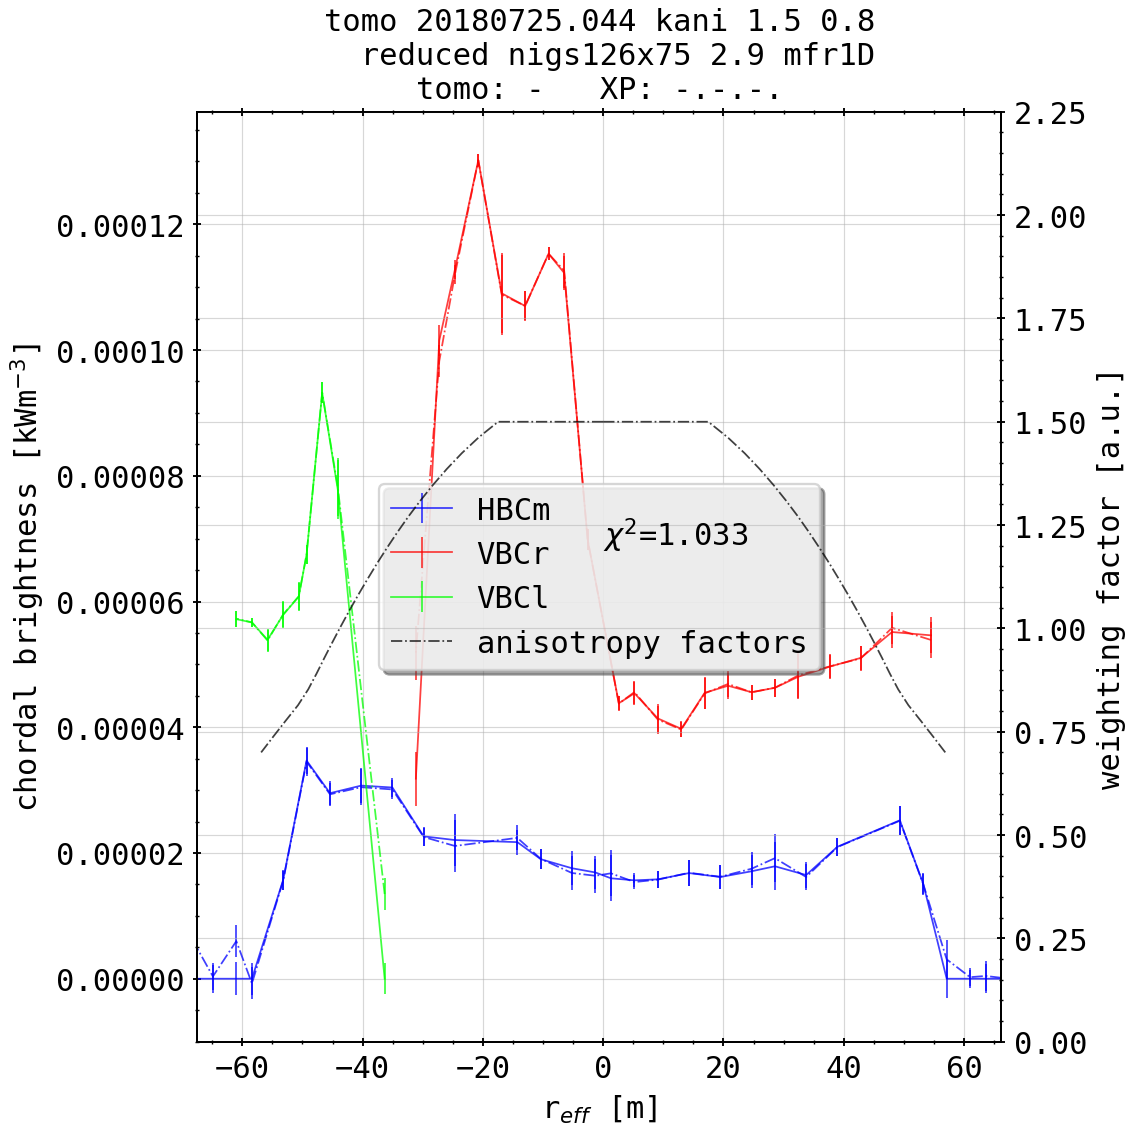 tomo 20180725.044 kani 1.5 0.8
reduced nigs126x75 2.9 mfr1D
tomo: -   XP: -.-.-.
chordal brightness [kWm⁻³]
0.00012
0.00010
0.00008
0.00006
0.00004
0.00002
0.00000
HBCm
VBCr
VBCl
anisotropy factors
χ²=1.033
2.25
2.00
1.75
1.50
1.25
1.00
0.75
0.50
0.25
0.00
weighting factor [a.u.]
−60 −40 −20 0 20 40 60
r_eff [m]